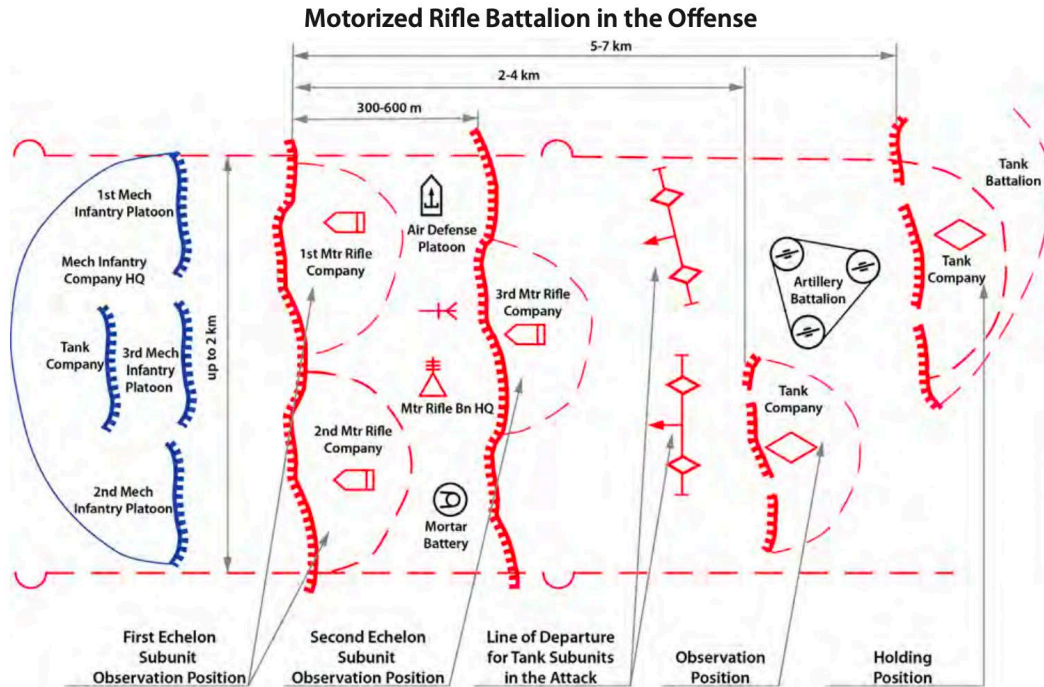 Motorized Rifle Battalion in the Offense
5-7 km
2-4 km
300-600 m
up to 2 km
1st Mech
Infantry Platoon
Mech Infantry
Company HQ
Tank
Company
3rd Mech
Infantry
Platoon
2nd Mech
Infantry Platoon
1st Mtr Rifle
Company
2nd Mtr Rifle
Company
Air Defense
Platoon
Mtr Rifle Bn HQ
Mortar
Battery
3rd Mtr Rifle
Company
Artillery
Battalion
Tank
Company
Tank
Company
Tank
Battalion
First Echelon
Subunit
Observation Position
Second Echelon
Subunit
Observation Position
Line of Departure
for Tank Subunits
in the Attack
Observation
Position
Holding
Position